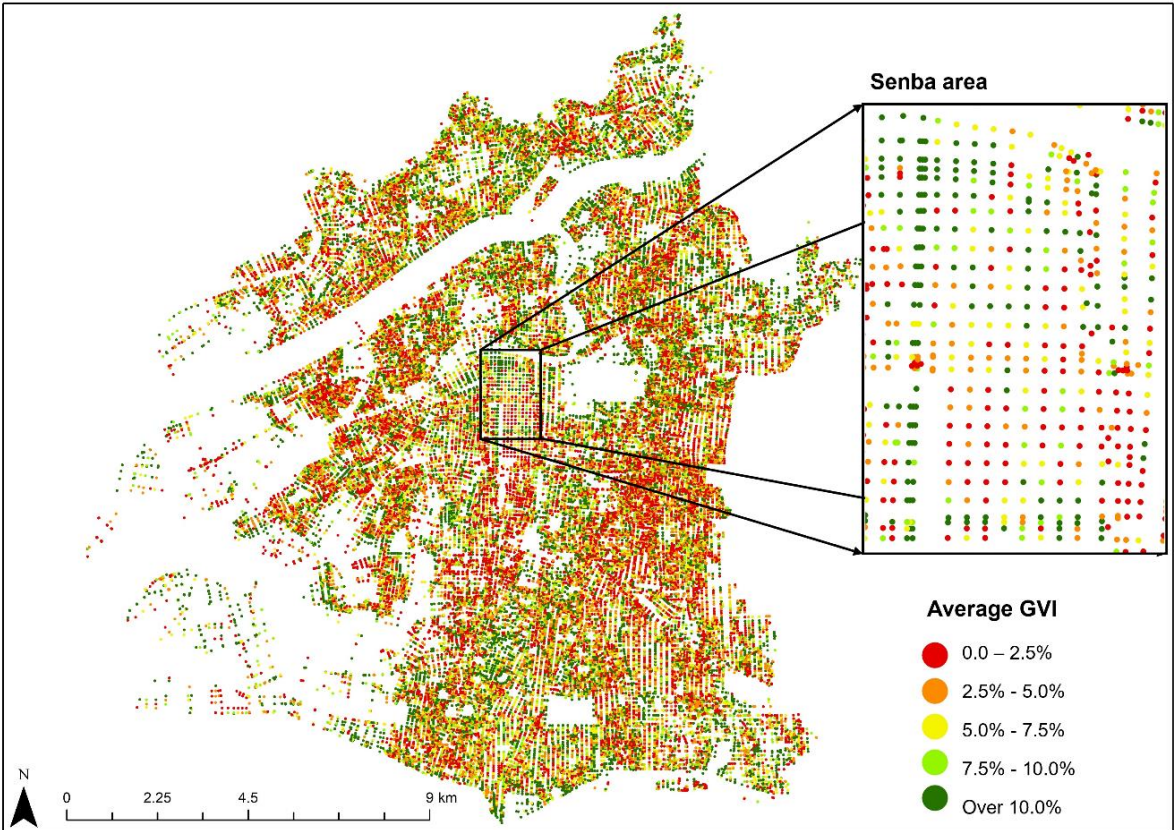 Senba area
Average GVI
0.0 – 2.5%
2.5% - 5.0%
5.0% - 7.5%
7.5% - 10.0%
Over 10.0%
N
0 2.25 4.5 9 km